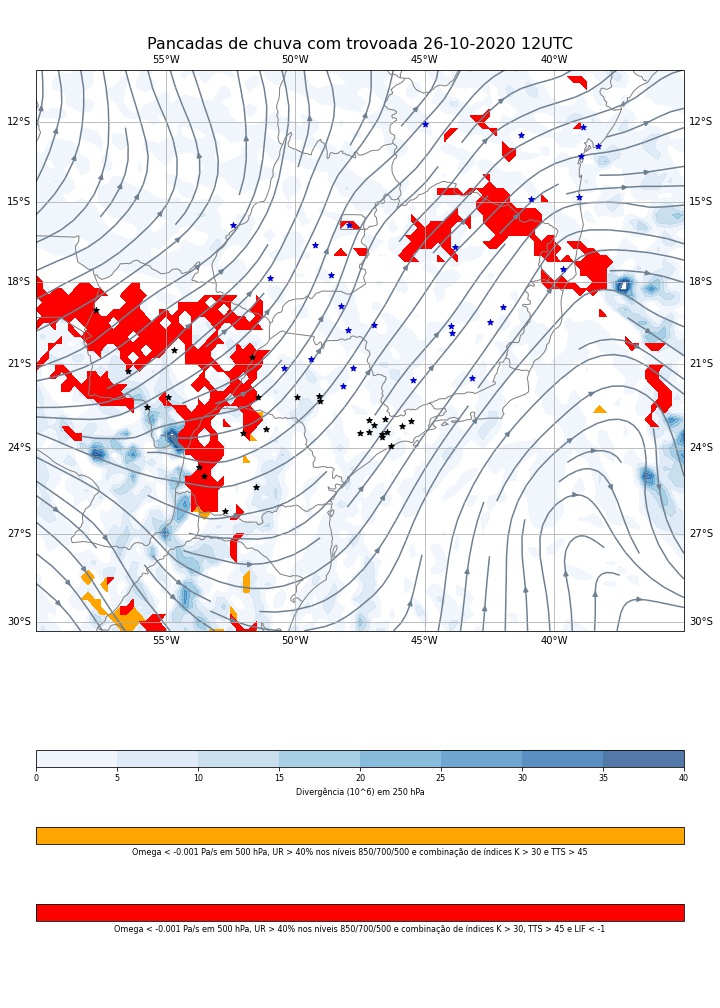 Pancadas de chuva com trovoada 26-10-2020 12UTC
55°W 50°W 45°W 40°W
12°S 12°S
15°S 15°S
18°S 18°S
21°S 21°S
24°S 24°S
27°S 27°S
30°S 30°S
55°W 50°W 45°W 40°W
0 5 10 15 20 25 30 35 40
Divergência (10^6) em 250 hPa
Omega < -0.001 Pa/s em 500 hPa, UR > 40% nos níveis 850/700/500 e combinação de índices K > 30 e TTS > 45
Omega < -0.001 Pa/s em 500 hPa, UR > 40% nos níveis 850/700/500 e combinação de índices K > 30, TTS > 45 e LIF < -1